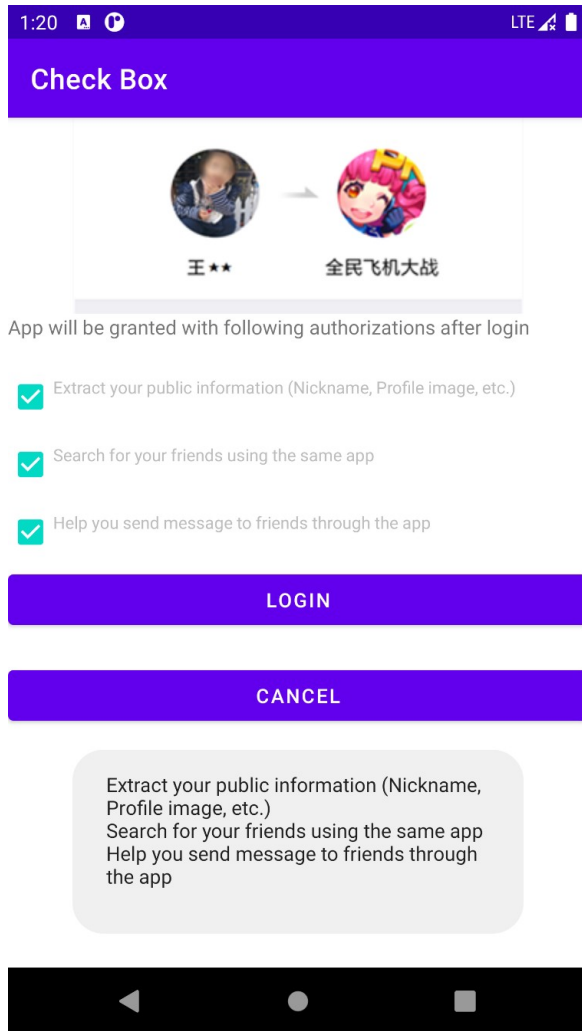 1:20
LTE
Check Box
王★★
全民飞机大战
App will be granted with following authorizations after login
Extract your public information (Nickname, Profile image, etc.)
Search for your friends using the same app
Help you send message to friends through the app
LOGIN
CANCEL
Extract your public information (Nickname,
Profile image, etc.)
Search for your friends using the same app
Help you send message to friends through
the app